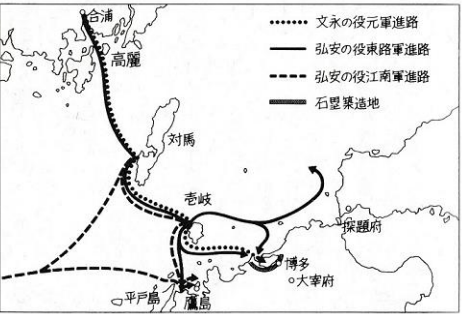 合浦
高麗
対馬
壱岐
平戸島
鷹島
博多
大宰府
探題府
文永の役元軍進路
弘安の役東路軍進路
弘安の役江南軍進路
石塁築造地